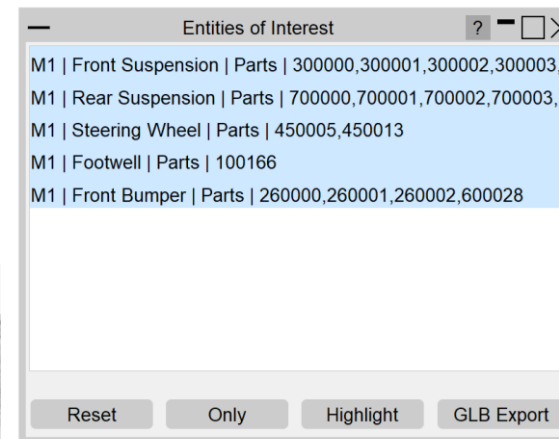 Entities of Interest
?
M1 | Front Suspension | Parts | 300000,300001,300002,300003,
M1 | Rear Suspension | Parts | 700000,700001,700002,700003,
M1 | Steering Wheel | Parts | 450005,450013
M1 | Footwell | Parts | 100166
M1 | Front Bumper | Parts | 260000,260001,260002,600028
Reset Only Highlight GLB Export